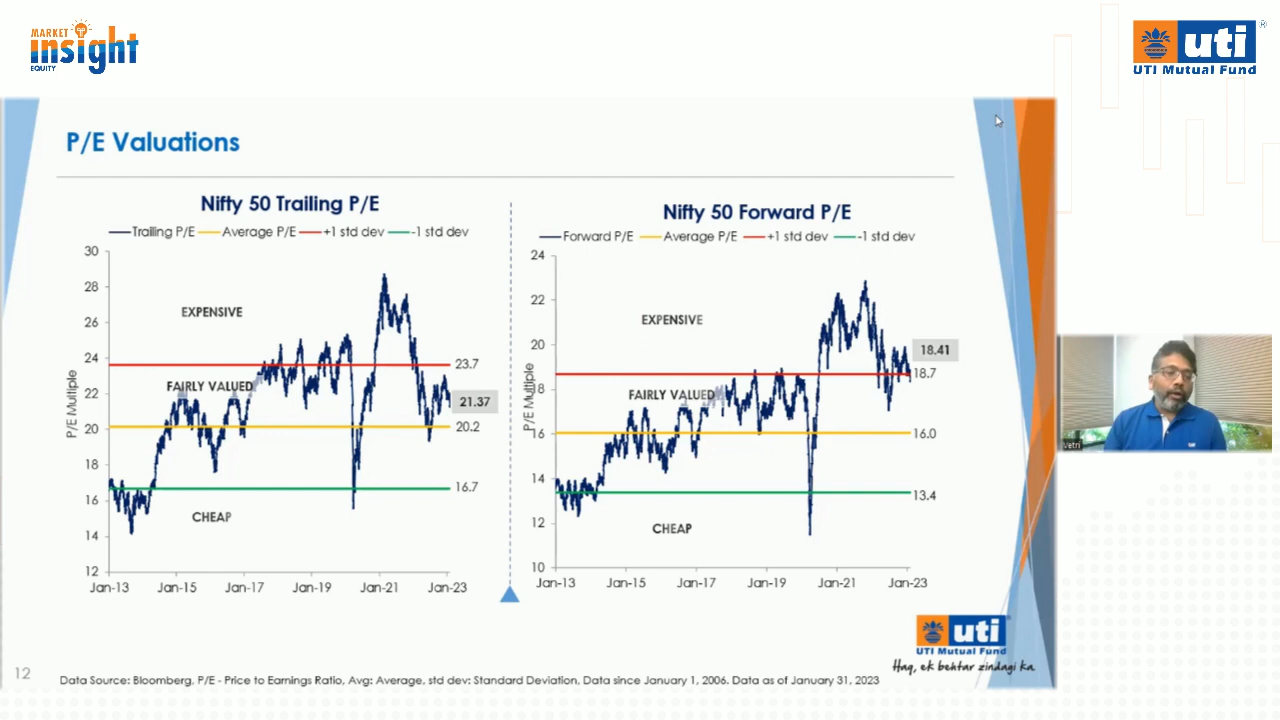 MARKET
insight
EQUITY
uti
®
UTI Mutual Fund
P/E Valuations
Nifty 50 Trailing P/E
Trailing P/E Average P/E +1 std dev -1 std dev
P/E Multiple
30
28
26
24
22
20
18
16
14
12
EXPENSIVE
FAIRLY VALUED
CHEAP
23.7
21.37
20.2
16.7
Jan-13 Jan-15 Jan-17 Jan-19 Jan-21 Jan-23
Nifty 50 Forward P/E
Forward P/E Average P/E +1 std dev -1 std dev
P/E Multiple
24
22
20
18
16
14
12
10
EXPENSIVE
FAIRLY VALUED
CHEAP
18.41
18.7
16.0
13.4
Jan-13 Jan-15 Jan-17 Jan-19 Jan-21 Jan-23
Vetri
uti
UTI Mutual Fund
Haq, ek behtar zindagi ka.
12
Data Source: Bloomberg, P/E - Price to Earnings Ratio, Avg: Average, std dev: Standard Deviation, Data since January 1, 2006. Data as of January 31, 2023